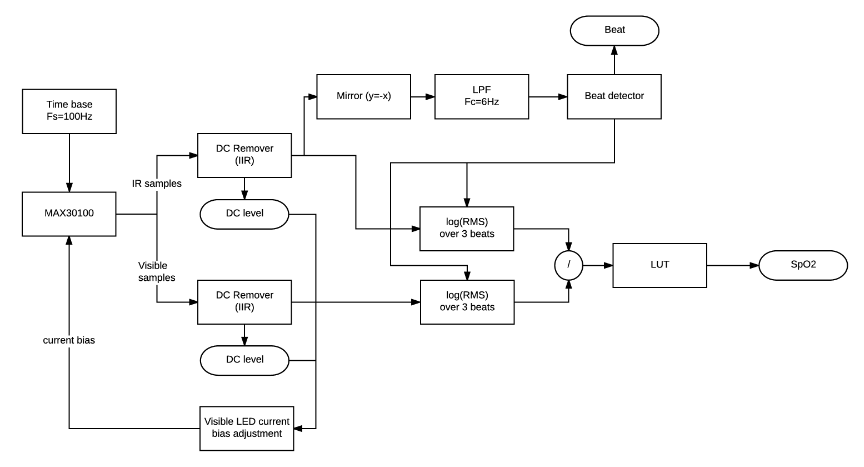 Beat
Time base
Fs=100Hz
Mirror (y=-x)
LPF
Fc=6Hz
Beat detector
DC Remover
(IIR)
IR samples
MAX30100
DC level
log(RMS)
over 3 beats
/
LUT
SpO2
Visible
samples
DC Remover
(IIR)
log(RMS)
over 3 beats
current bias
DC level
Visible LED current
bias adjustment